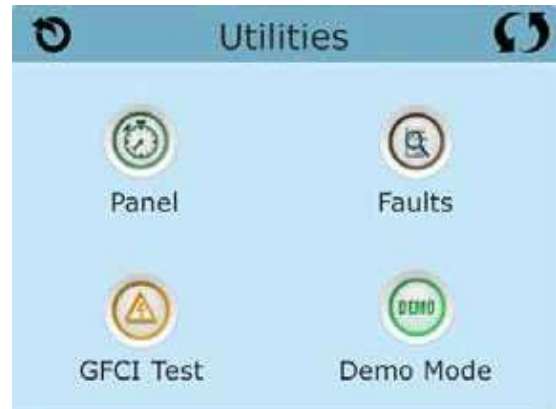 Utilities
Panel
Faults
DEMO
GFCI Test
Demo Mode